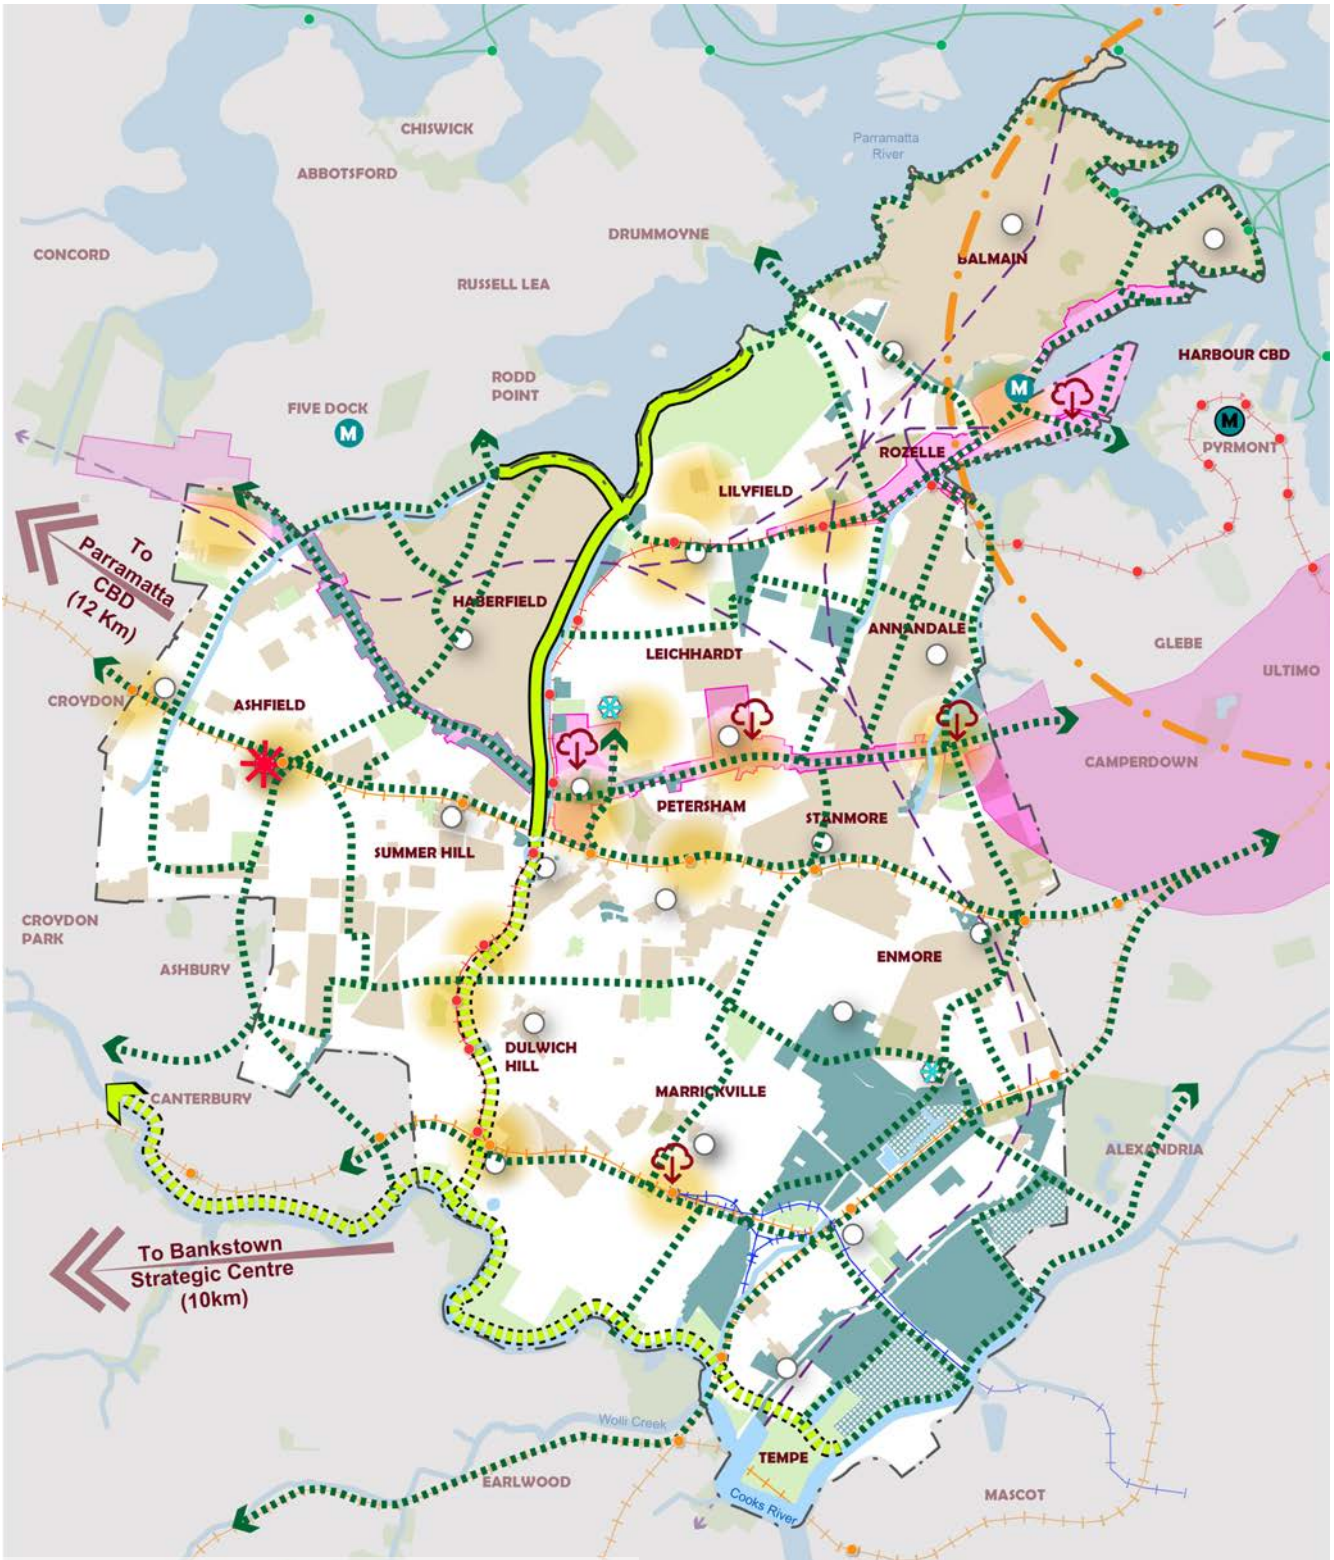 CHISWICK
ABBOTSFORD
Parramatta
River
DRUMMOYNE
CONCORD
BALMAIN
RUSSELL LEA
HARBOUR CBD
RODD
POINT
FIVE DOCK
M
M
M
PYRMONT
ROZELLE
LILYFIELD
To
Parramatta
CBD
(12 Km)
HABERFIELD
ANNANDALE
GLEBE
LEICHHARDT
ULTIMO
CROYDON
ASHFIELD
CAMPERDOWN
PETERSHAM
STANMORE
SUMMER HILL
CROYDON
PARK
ASHBURY
ENMORE
DULWICH
HILL
MARRICKVILLE
CANTERBURY
ALEXANDRIA
To Bankstown
Strategic Centre
(10km)
Wolli Creek
TEMPE
EARLWOOD
MASCOT
Cooks River